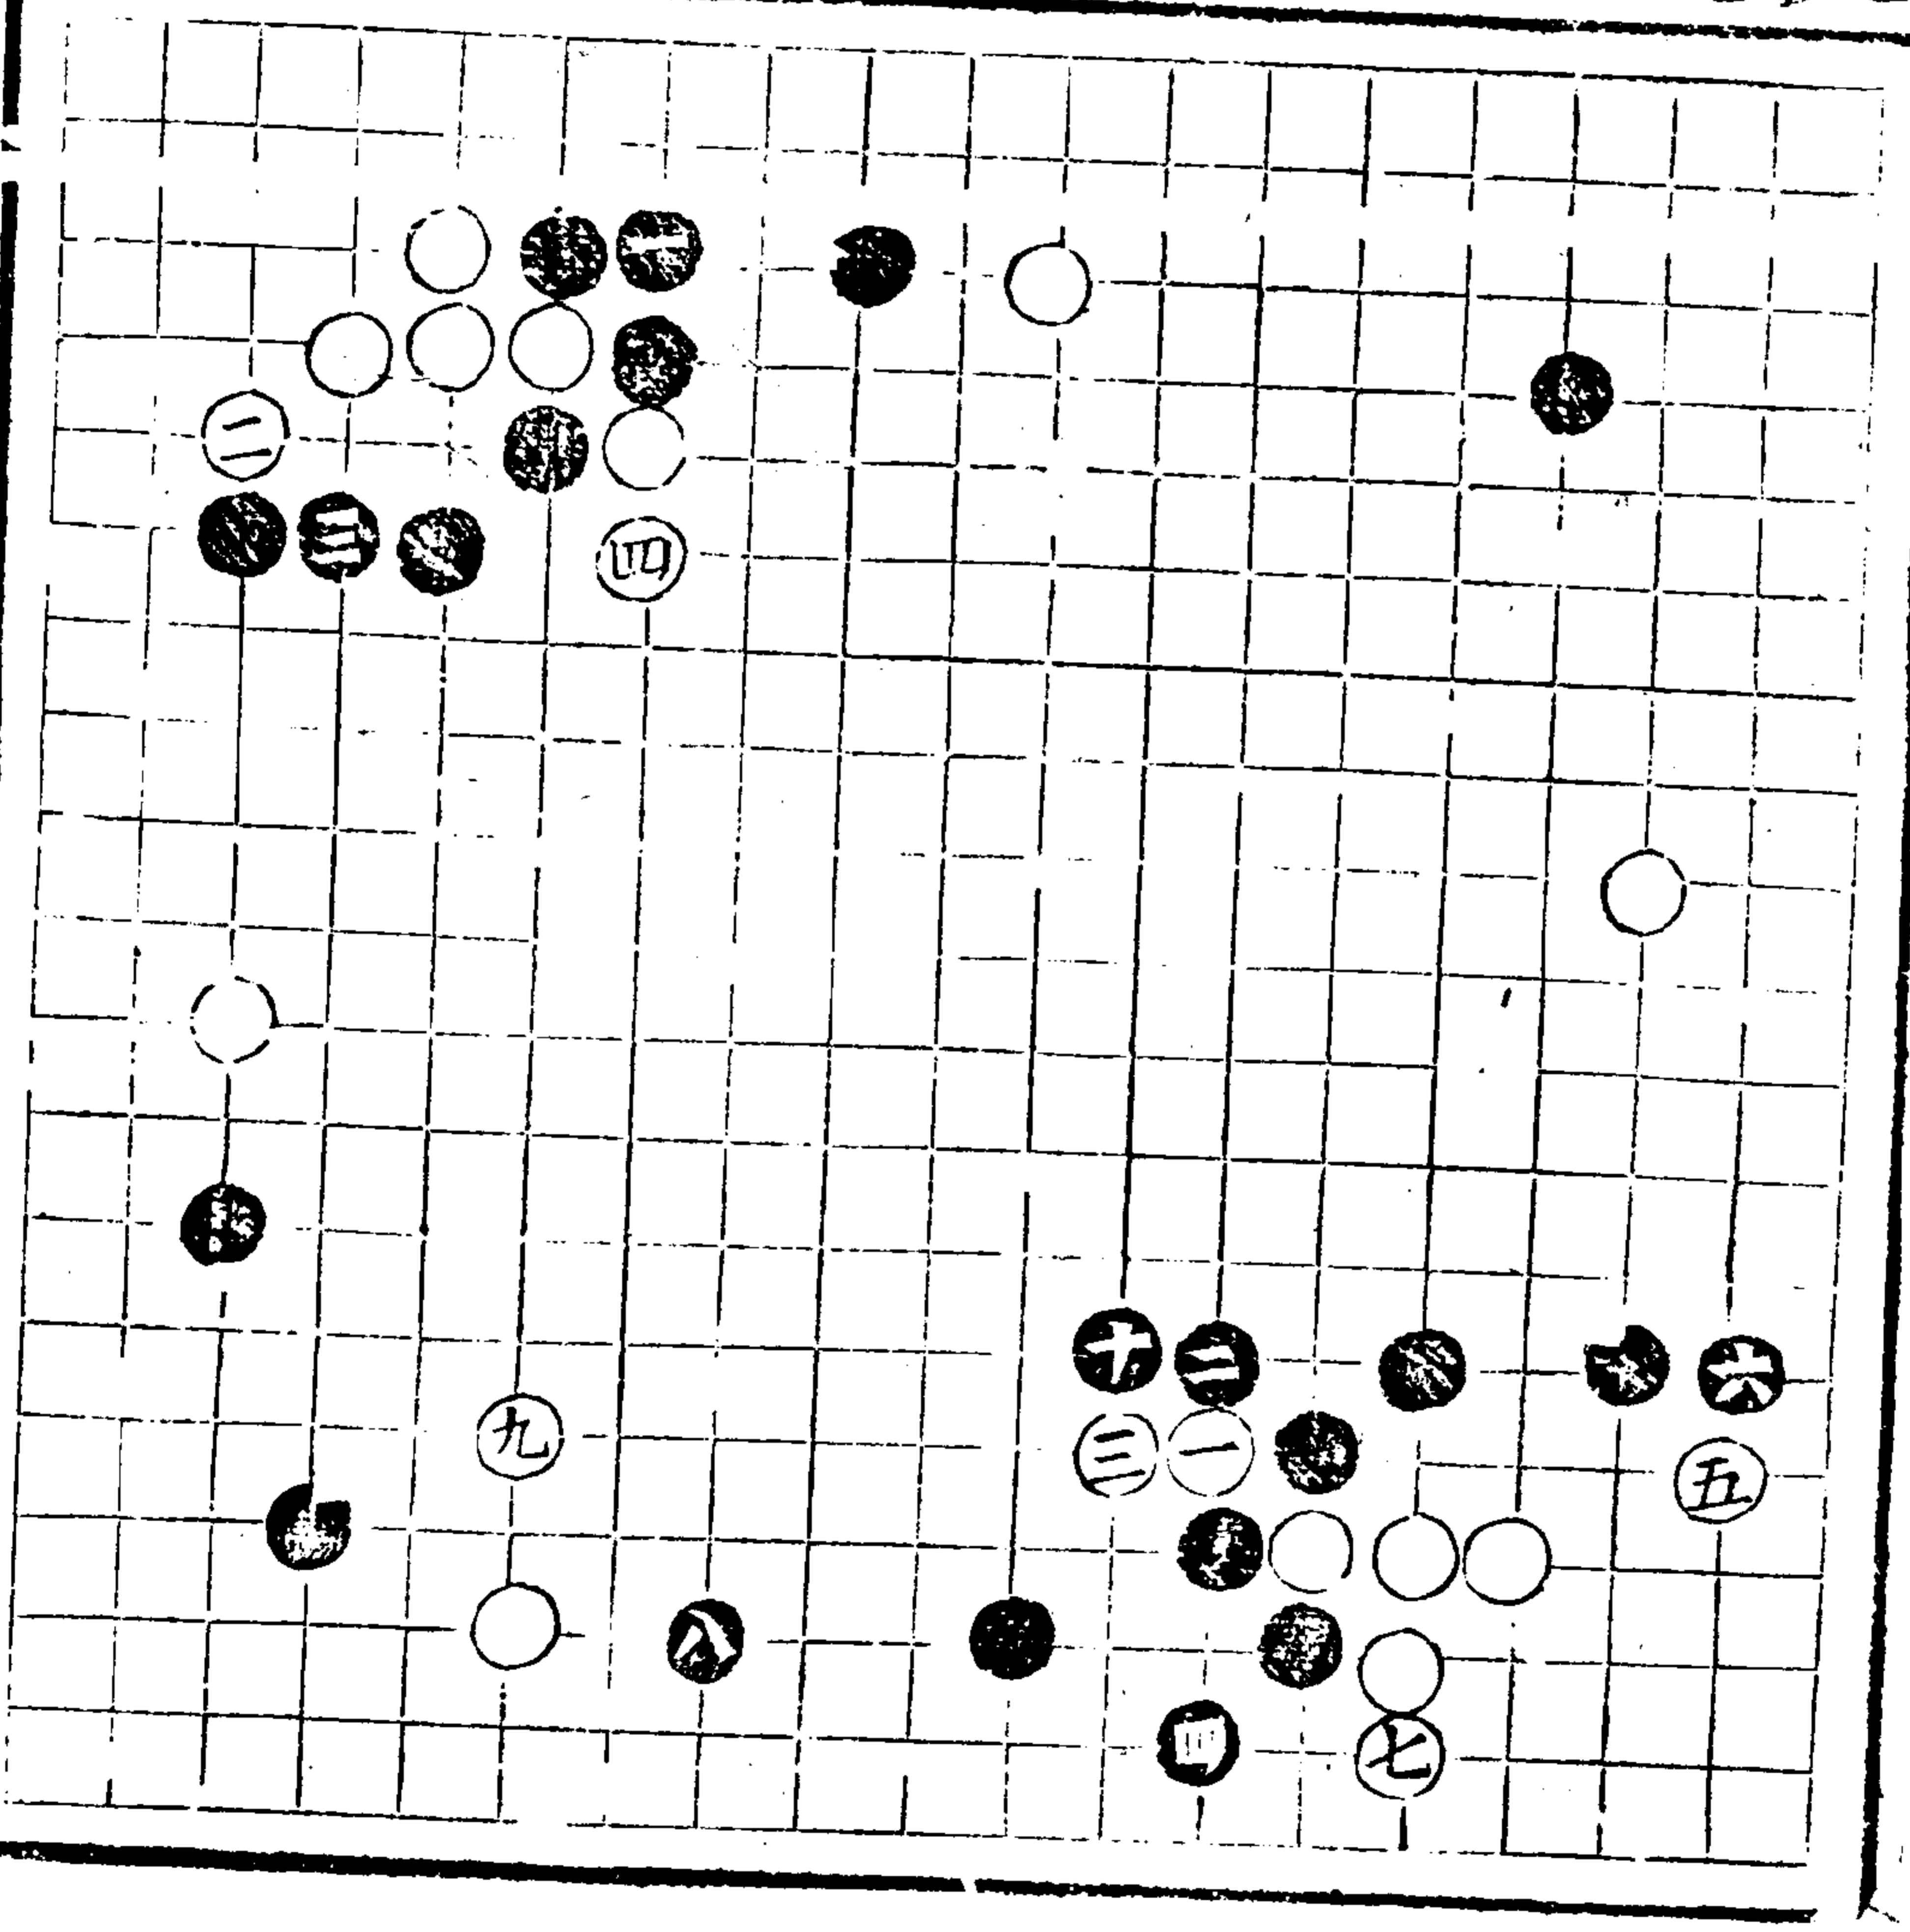 一
二
三 四
十 二 六
九 三 一 五
八
四 七